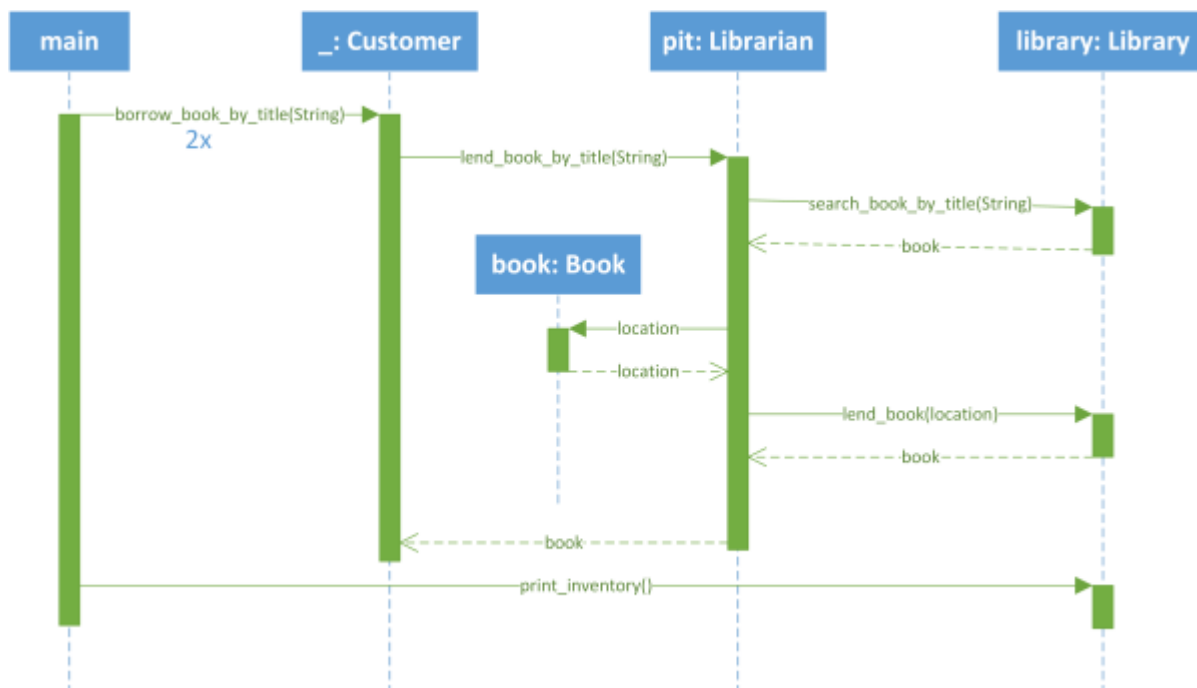 main
_: Customer
pit: Librarian
library: Library
borrow_book_by_title(String)
2x
lend_book_by_title(String)
search_book_by_title(String)
book
book: Book
location
location
lend_book(location)
book
book
print_inventory()